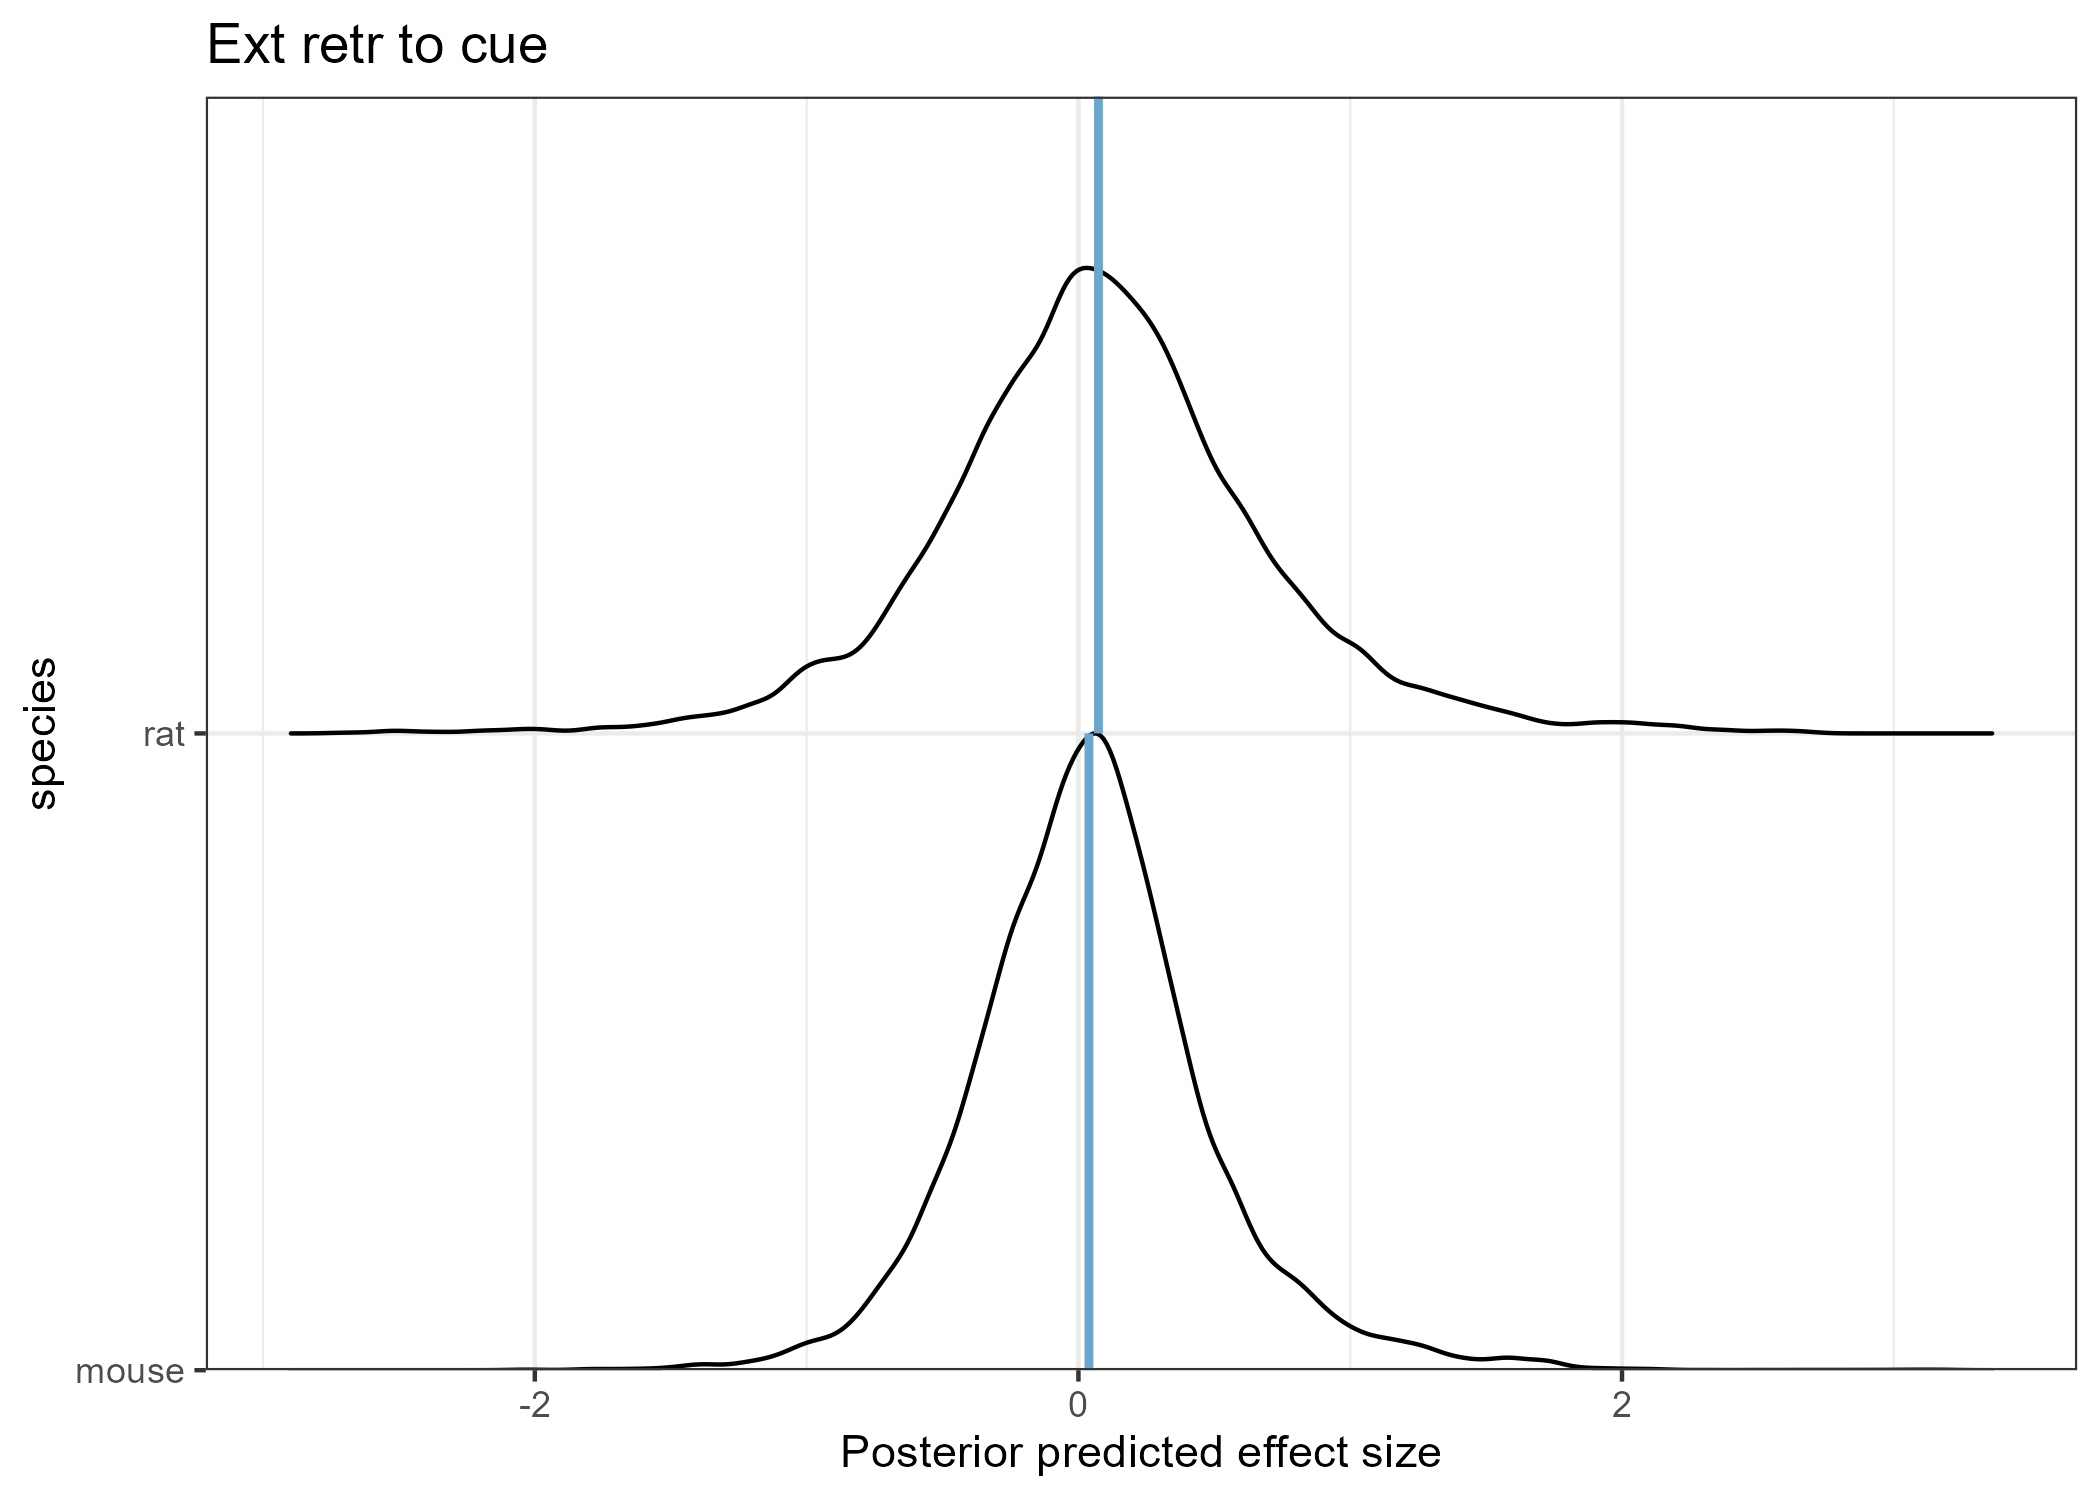 Ext retr to cue
species
rat
mouse
-2 0 2
Posterior predicted effect size